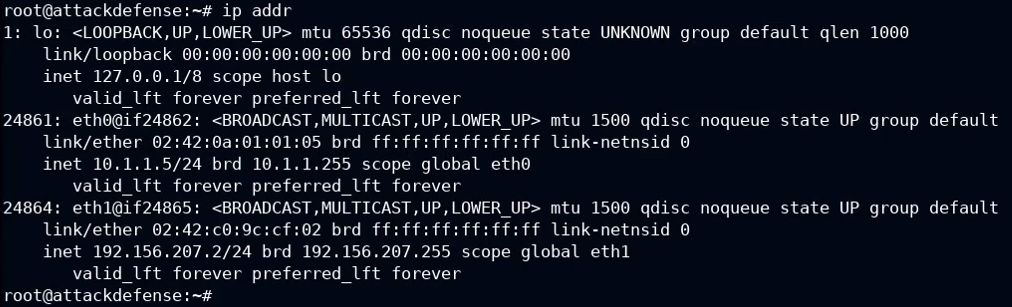 root@attackdefense:~# ip addr
1: lo: <LOOPBACK,UP,LOWER_UP> mtu 65536 qdisc noqueue state UNKNOWN group default qlen 1000
    link/loopback 00:00:00:00:00:00 brd 00:00:00:00:00:00
    inet 127.0.0.1/8 scope host lo
       valid_lft forever preferred_lft forever
24861: eth0@if24862: <BROADCAST,MULTICAST,UP,LOWER_UP> mtu 1500 qdisc noqueue state UP group default
    link/ether 02:42:0a:01:01:05 brd ff:ff:ff:ff:ff:ff link-netnsid 0
    inet 10.1.1.5/24 brd 10.1.1.255 scope global eth0
       valid_lft forever preferred_lft forever
24864: eth1@if24865: <BROADCAST,MULTICAST,UP,LOWER_UP> mtu 1500 qdisc noqueue state UP group default
    link/ether 02:42:c0:9c:cf:02 brd ff:ff:ff:ff:ff:ff link-netnsid 0
    inet 192.156.207.2/24 brd 192.156.207.255 scope global eth1
       valid_lft forever preferred_lft forever
root@attackdefense:~#